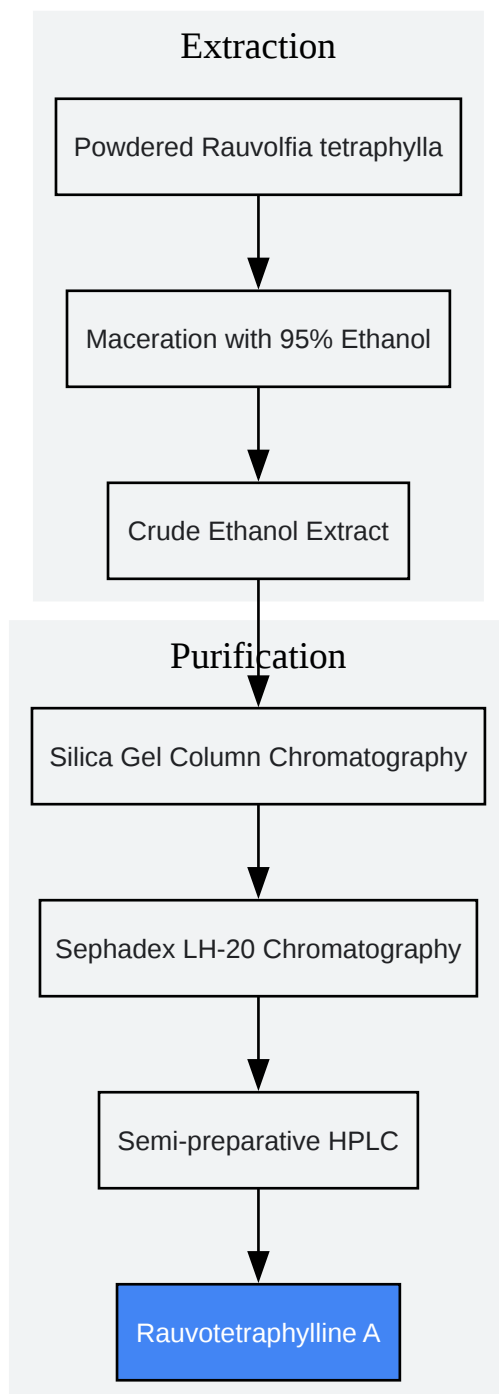 Extraction
Powdered Rauvolfia tetraphylla
Maceration with 95% Ethanol
Crude Ethanol Extract
Purification
Silica Gel Column Chromatography
Sephadex LH-20 Chromatography
Semi-preparative HPLC
Rauvotetraphylline A